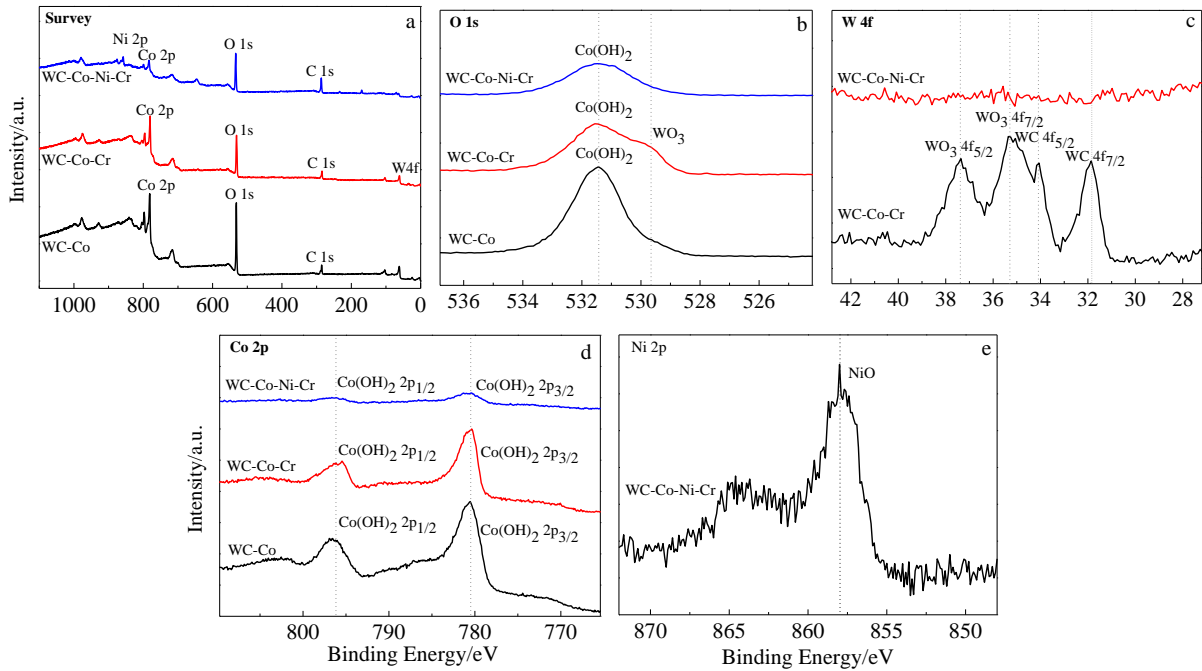 Survey
a
Ni 2p
Co 2p
O 1s
C 1s
WC-Co-Ni-Cr
Co 2p
O 1s
C 1s
W4f
WC-Co-Cr
Co 2p
O 1s
C 1s
WC-Co
1000 800 600 400 200 0
Intensity/a.u.
O 1s
b
Co(OH)2
WC-Co-Ni-Cr
Co(OH)2
WO3
WC-Co-Cr
Co(OH)2
WC-Co
536 534 532 530 528 526
W 4f
c
WC-Co-Ni-Cr
WO3 4f7/2
WO3 4f5/2
WC 4f5/2
WC 4f7/2
WC-Co-Cr
42 40 38 36 34 32 30 28
Co 2p
d
WC-Co-Ni-Cr
Co(OH)2 2p1/2
Co(OH)2 2p3/2
WC-Co-Cr
Co(OH)2 2p1/2
Co(OH)2 2p3/2
WC-Co
Co(OH)2 2p1/2
Co(OH)2 2p3/2
800 790 780 770
Binding Energy/eV
Intensity/a.u.
Ni 2p
e
NiO
WC-Co-Ni-Cr
870 865 860 855 850
Binding Energy/eV